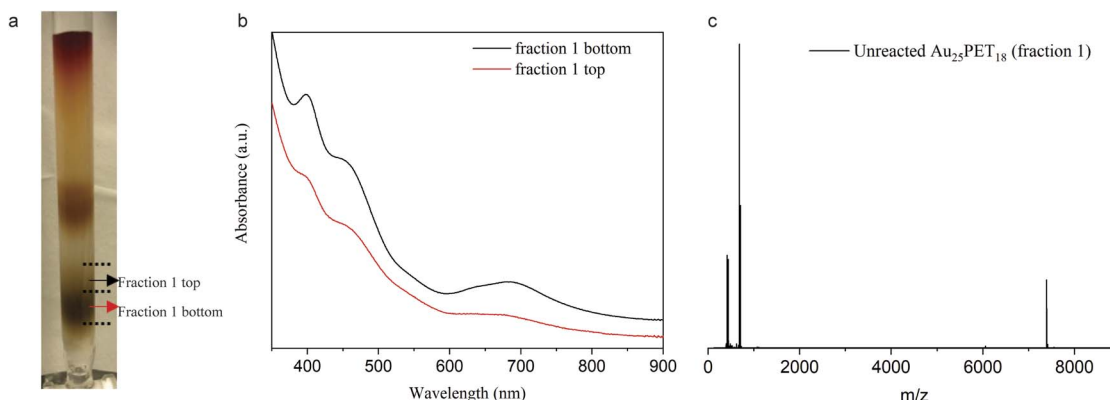 a
Fraction 1 top
Fraction 1 bottom
b
fraction 1 bottom
fraction 1 top
Absorbance (a.u.)
400 500 600 700 800 900
Wavelength (nm)
c
Unreacted Au₂₅PET₁₈ (fraction 1)
0 2000 4000 6000 8000
m/z